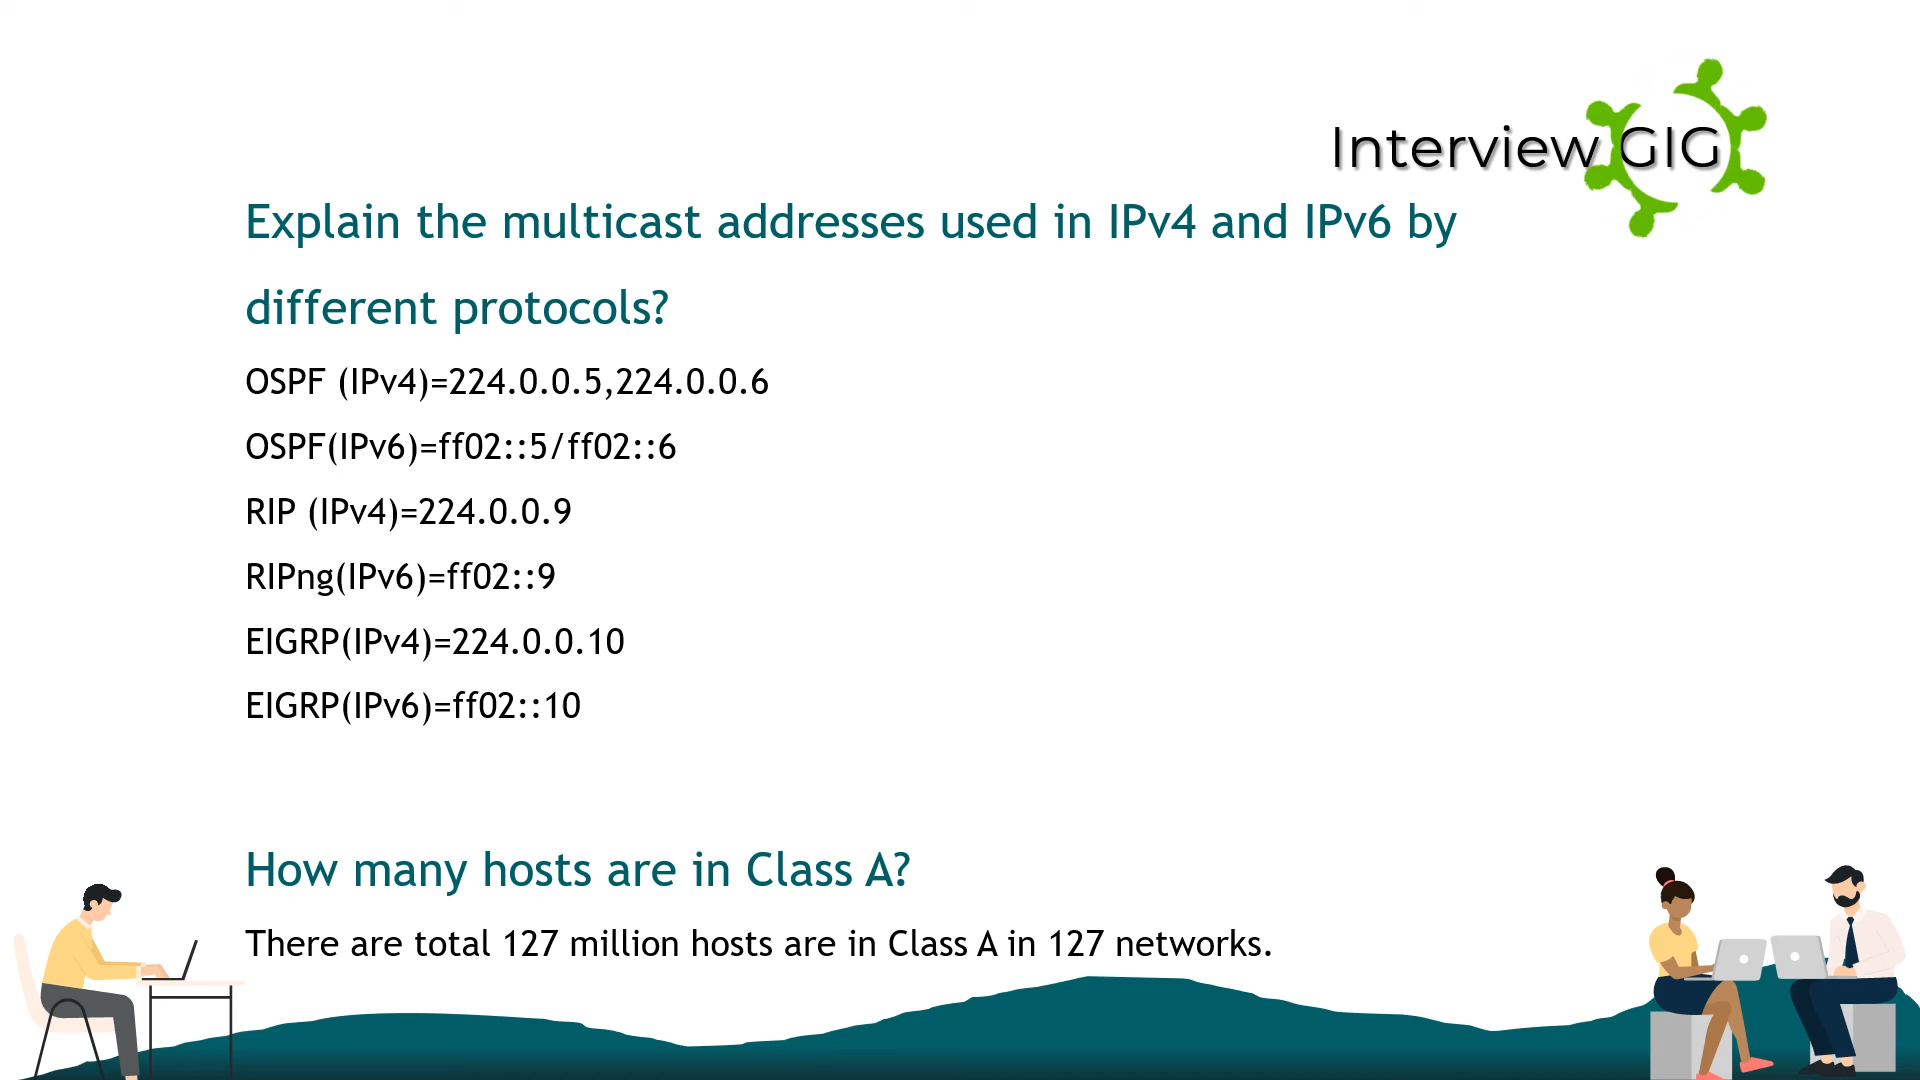 Interview GIG
Explain the multicast addresses used in IPv4 and IPv6 by
different protocols?
OSPF (IPv4)=224.0.0.5,224.0.0.6
OSPF(IPv6)=ff02::5/ff02::6
RIP (IPv4)=224.0.0.9
RIPng(IPv6)=ff02::9
EIGRP(IPv4)=224.0.0.10
EIGRP(IPv6)=ff02::10
How many hosts are in Class A?
There are total 127 million hosts are in Class A in 127 networks.